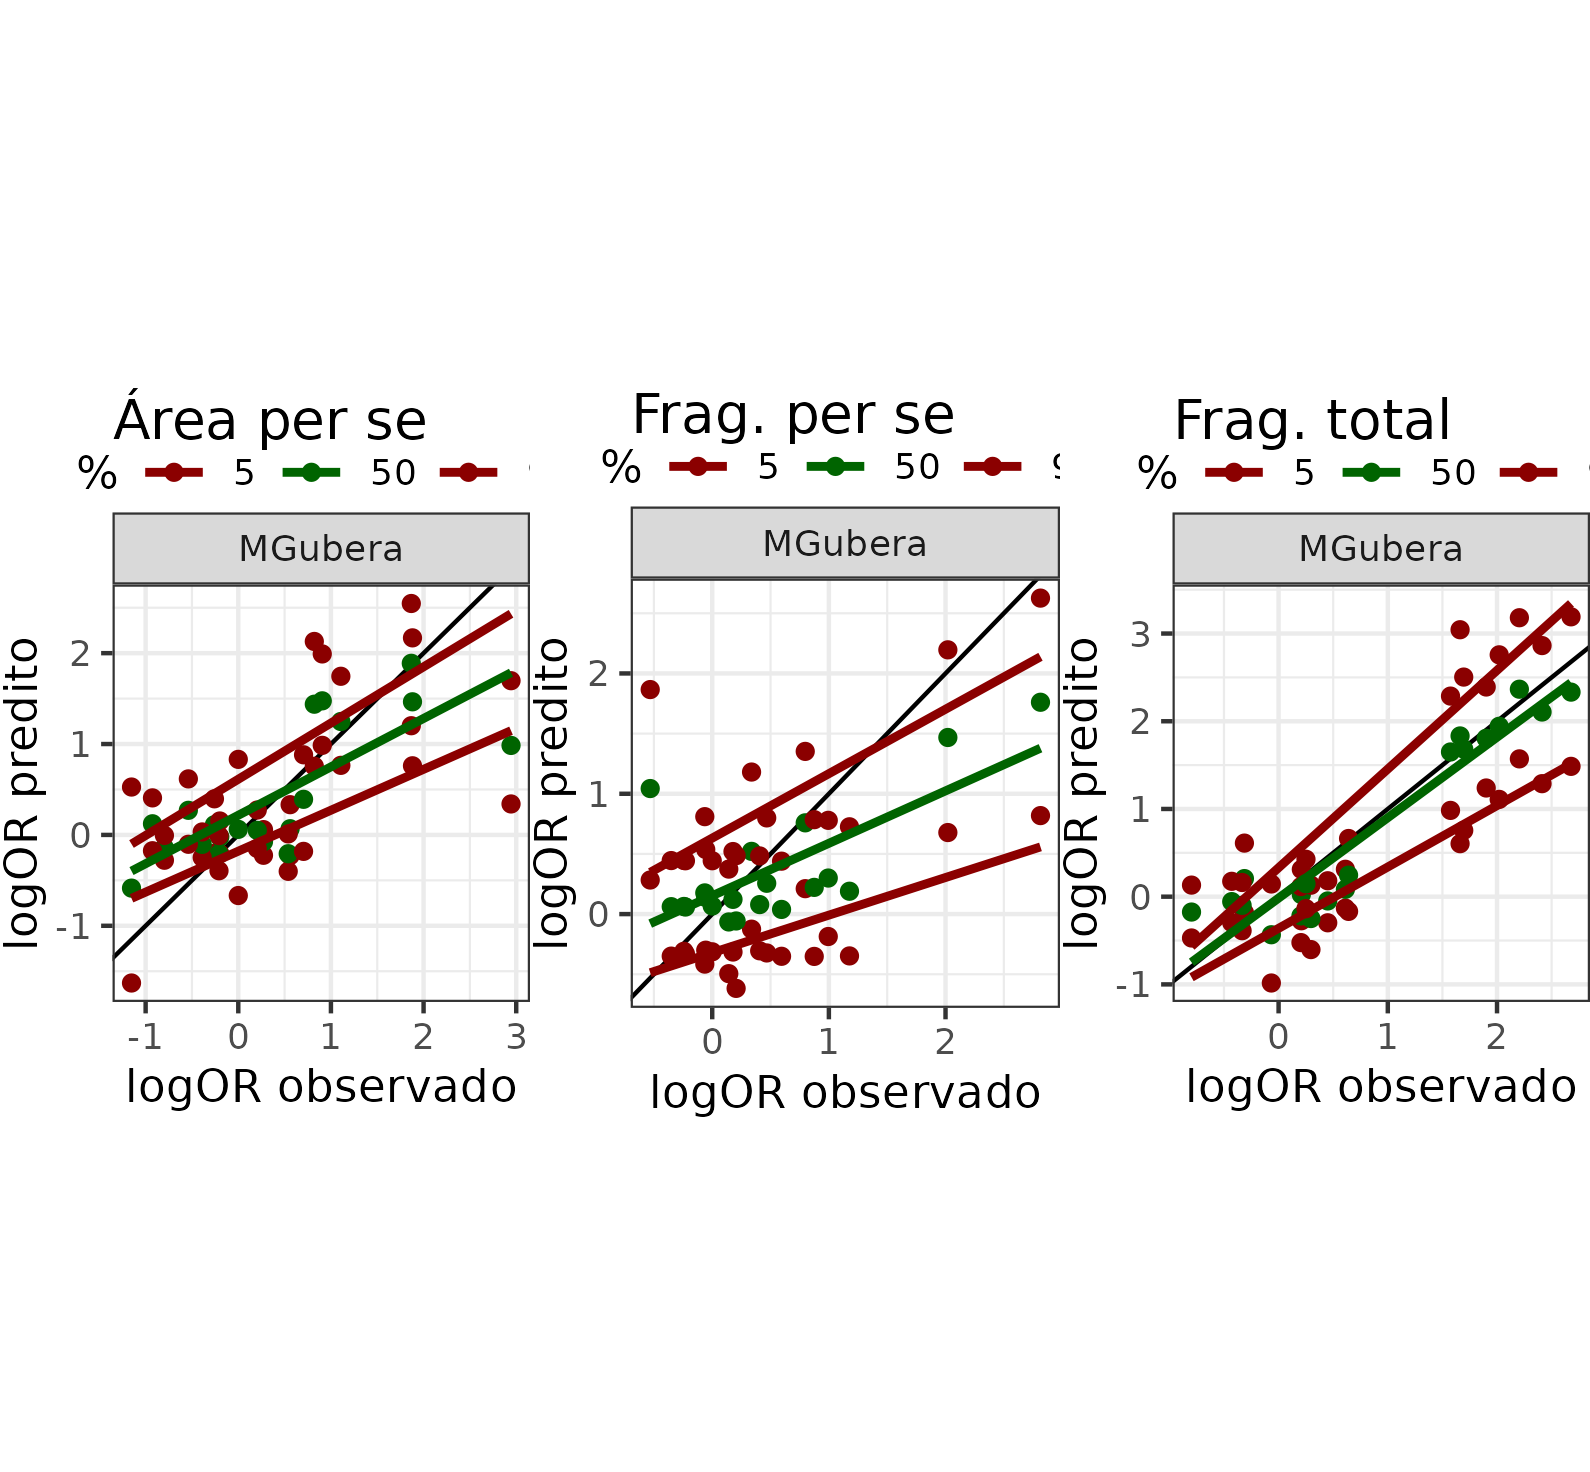 Área per se
% 5 50
MGubera
logOR predito
2
1
0
-1
-1 0 1 2 3
logOR observado
Frag. per se
% 5 50
MGubera
logOR predito
2
1
0
0 1 2
logOR observado
Frag. total
% 5 50
MGubera
logOR predito
3
2
1
0
-1
0 1 2
logOR observado